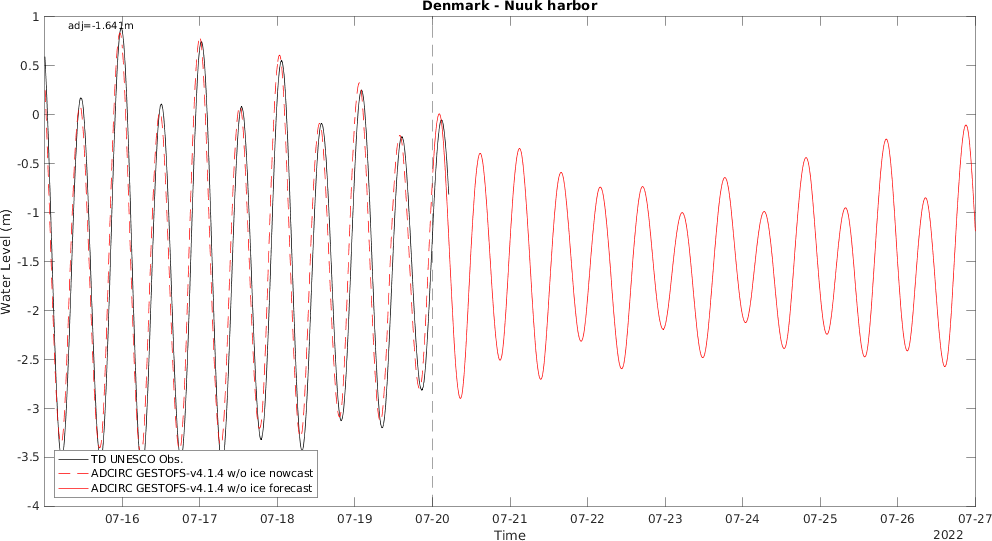 Denmark - Nuuk harbor
adj=-1.641m
1
0.5
0
-0.5
-1
-1.5
-2
-2.5
-3
-3.5
-4
Water Level (m)
TD UNESCO Obs.
ADCIRC GESTOFS-v4.1.4 w/o ice nowcast
ADCIRC GESTOFS-v4.1.4 w/o ice forecast
07-16 07-17 07-18 07-19 07-20 07-21 07-22 07-23 07-24 07-25 07-26 07-27
Time
2022